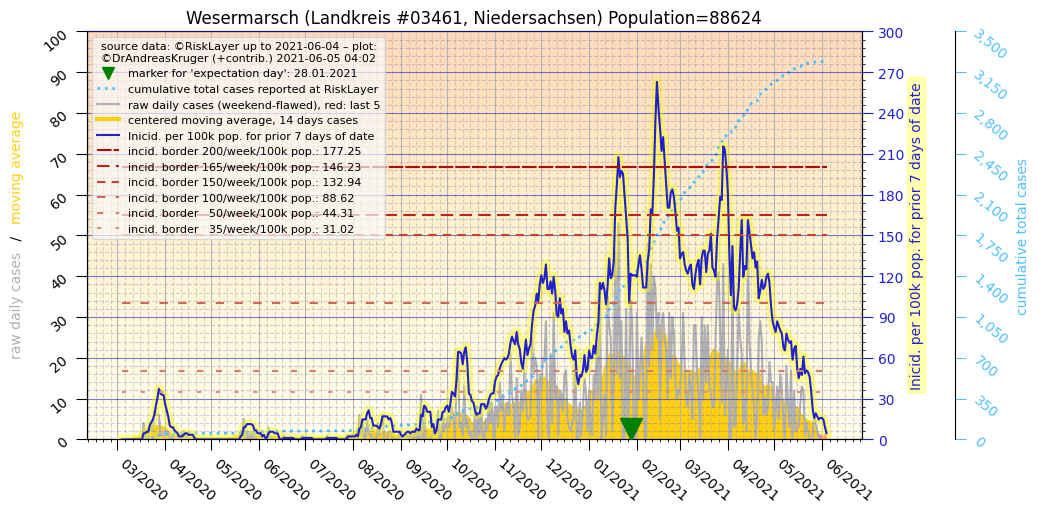 Wesermarsch (Landkreis #03461, Niedersachsen) Population=88624
source data: ©RiskLayer up to 2021-06-04 – plot:
©DrAndreasKruger (+contrib.) 2021-06-05 04:02
marker for 'expectation day': 28.01.2021
cumulative total cases reported at RiskLayer
raw daily cases (weekend-flawed), red: last 5
centered moving average, 14 days cases
Inicid. per 100k pop. for prior 7 days of date
incid. border 200/week/100k pop.: 177.25
incid. border 165/week/100k pop.: 146.23
incid. border 150/week/100k pop.: 132.94
incid. border 100/week/100k pop.: 88.62
incid. border   50/week/100k pop.: 44.31
incid. border   35/week/100k pop.: 31.02
raw daily cases  /  moving average
100
90
80
70
60
50
40
30
20
10
0
03/2020
04/2020
05/2020
06/2020
07/2020
08/2020
09/2020
10/2020
11/2020
12/2020
01/2021
02/2021
03/2021
04/2021
05/2021
06/2021
300
270
240
210
180
150
120
90
60
30
0
Inicid. per 100k pop. for prior 7 days of date
3,500
3,150
2,800
2,450
2,100
1,750
1,400
1,050
700
350
0
cumulative total cases